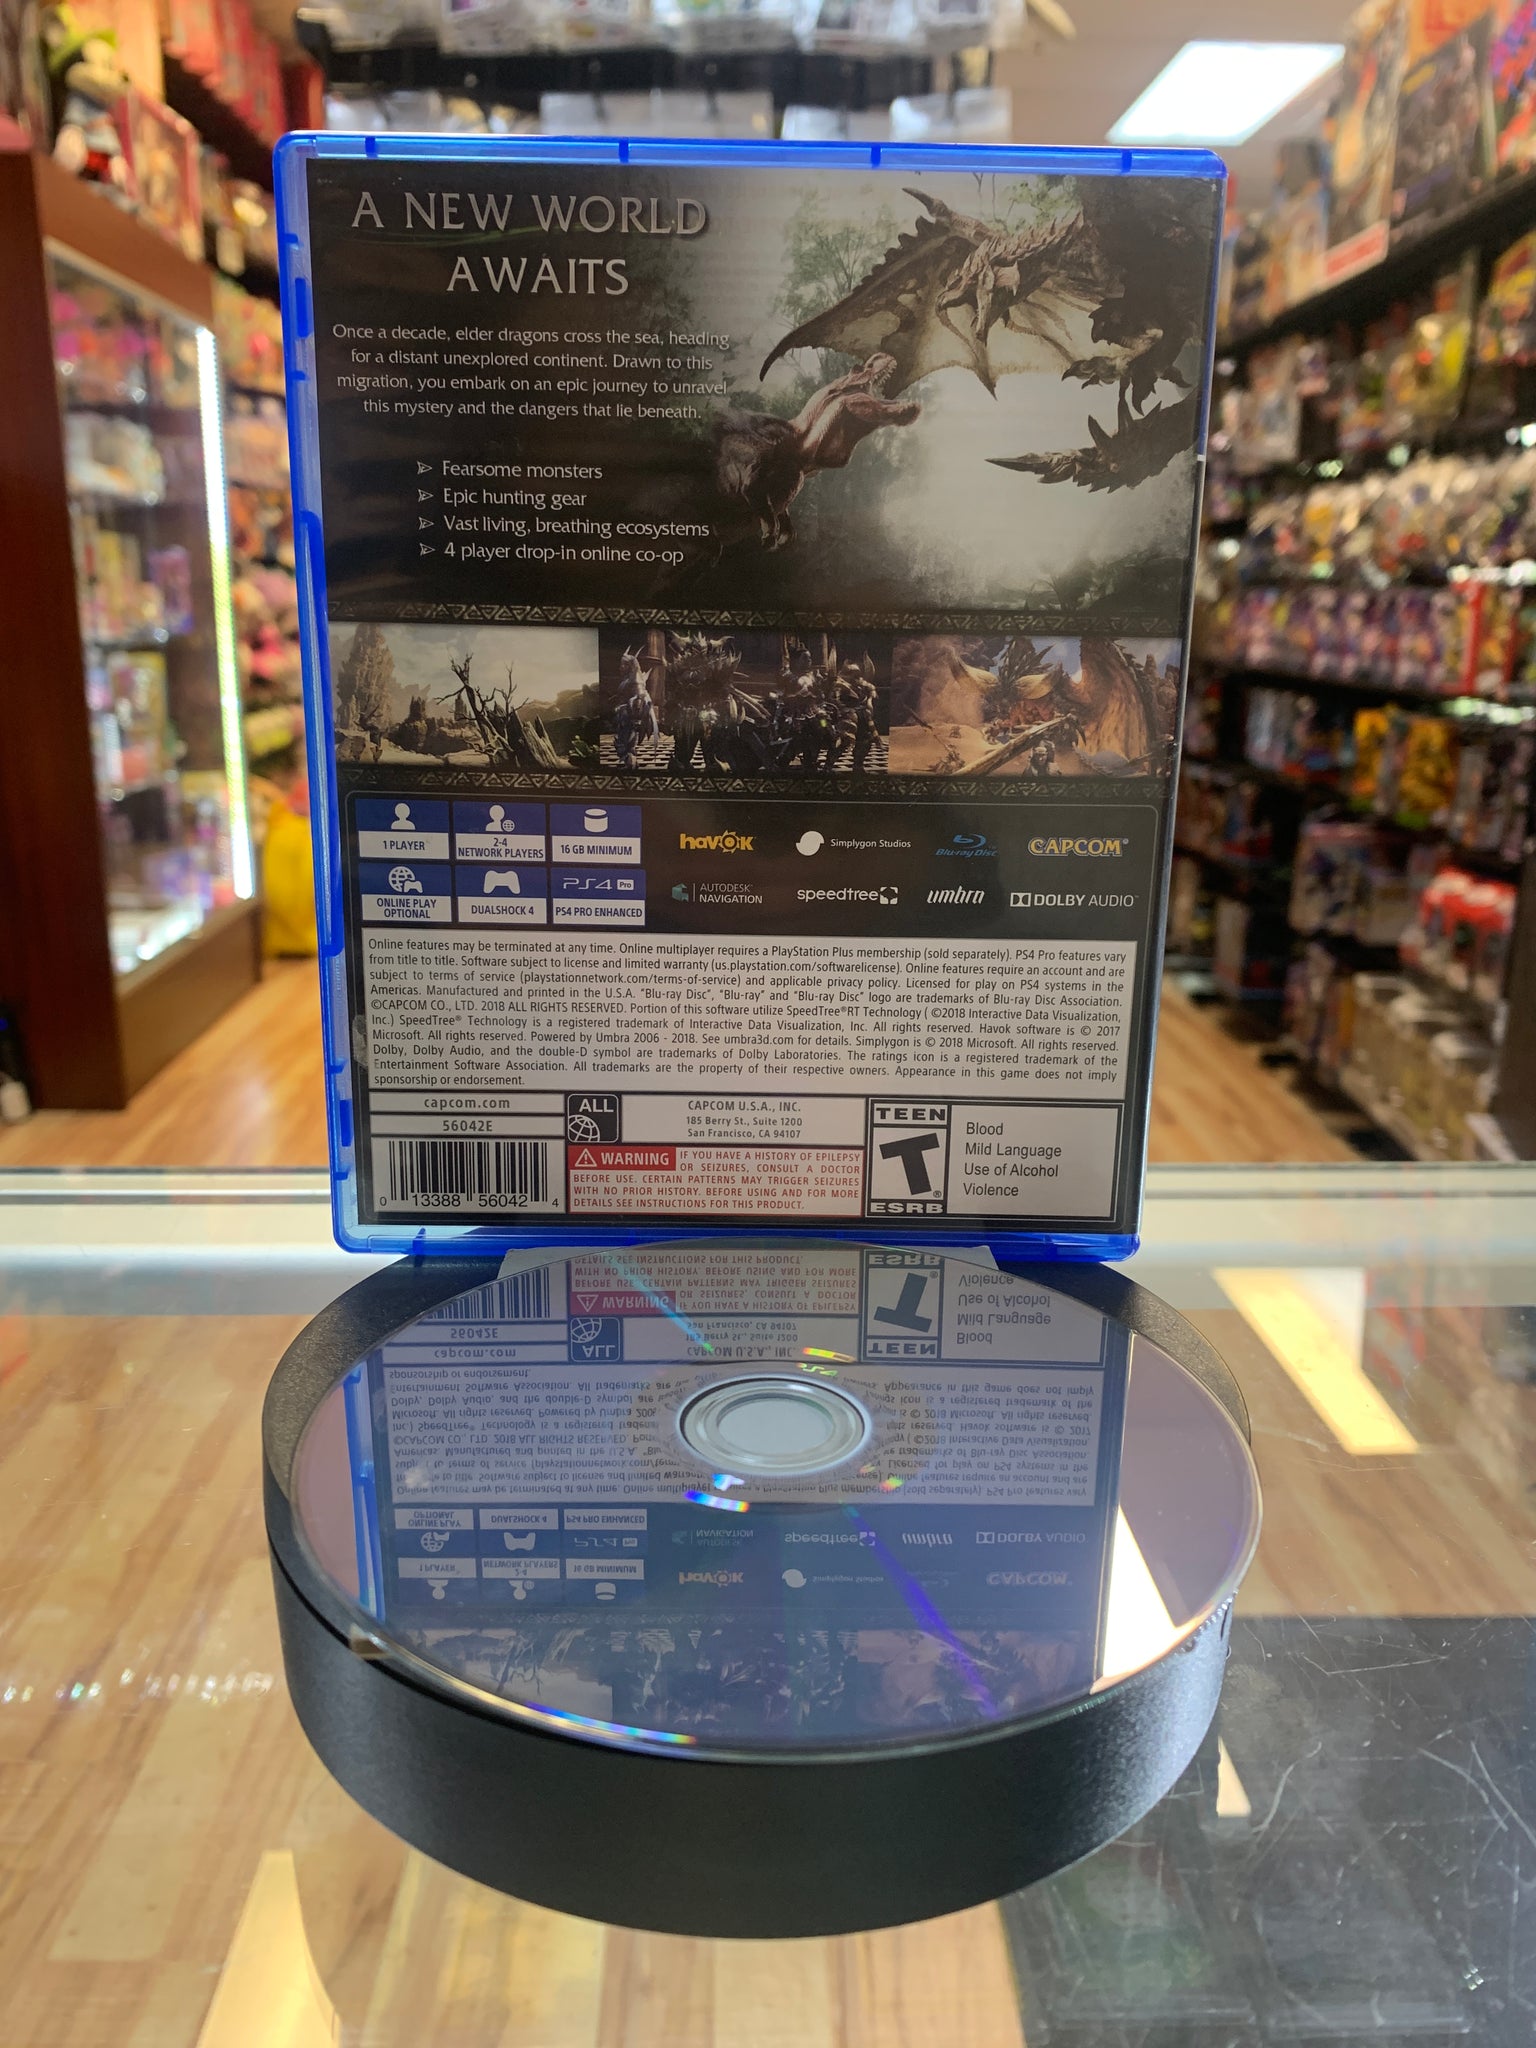 A NEW WORLD
AWAITS
Once a decade, elder dragons cross the sea, heading
for a distant unexplored continent. Drawn to this
migration, you embark on an epic journey to unravel
this mystery and the dangers that lie beneath.
Fearsome monsters
Epic hunting gear
Vast living, breathing ecosystems
4 player drop-in online co-op
1 PLAYER
2-4
NETWORK PLAYERS
16 GB MINIMUM
havok
Simplygon Studios
Blu-ray Disc
CAPCOM®
ONLINE PLAY
OPTIONAL
DUALSHOCK 4
PS4 Pro
PS4 PRO ENHANCED
AUTODESK®
NAVIGATION
speedtree
umbra
DOLBY AUDIO™
Online features may be terminated at any time. Online multiplayer requires a PlayStation Plus membership (sold separately). PS4 Pro features vary
from title to title. Software subject to license and limited warranty (us.playstation.com/softwarelicense). Online features require an account and are
subject to terms of service (playstationnetwork.com/terms-of-service) and applicable privacy policy. Licensed for play on PS4 systems in the
Americas. Manufactured and printed in the U.S.A. "Blu-ray Disc", "Blu-ray" and "Blu-ray Disc" logo are trademarks of Blu-ray Disc Association.
©CAPCOM CO., LTD. 2018 ALL RIGHTS RESERVED. Portion of this software utilize SpeedTree®RT Technology ( ©2018 Interactive Data Visualization,
Inc.) SpeedTree® Technology is a registered trademark of Interactive Data Visualization, Inc. All rights reserved. Havok software is © 2017
Microsoft. All rights reserved. Powered by Umbra 2006 - 2018. See umbra3d.com for details. Simplygon is © 2018 Microsoft. All rights reserved.
Dolby, Dolby Audio, and the double-D symbol are trademarks of Dolby Laboratories. The ratings icon is a registered trademark of the
Entertainment Software Association. All trademarks are the property of their respective owners. Appearance in this game does not imply
sponsorship or endorsement.
capcom.com
56042E
0 13388 56042 4
ALL
CAPCOM U.S.A., INC.
185 Berry St., Suite 1200
San Francisco, CA 94107
WARNING IF YOU HAVE A HISTORY OF EPILEPSY
OR SEIZURES, CONSULT A DOCTOR
BEFORE USE. CERTAIN PATTERNS MAY TRIGGER SEIZURES
WITH NO PRIOR HISTORY. BEFORE USING AND FOR MORE
DETAILS SEE INSTRUCTIONS FOR THIS PRODUCT.
TEEN
T
ESRB
Blood
Mild Language
Use of Alcohol
Violence